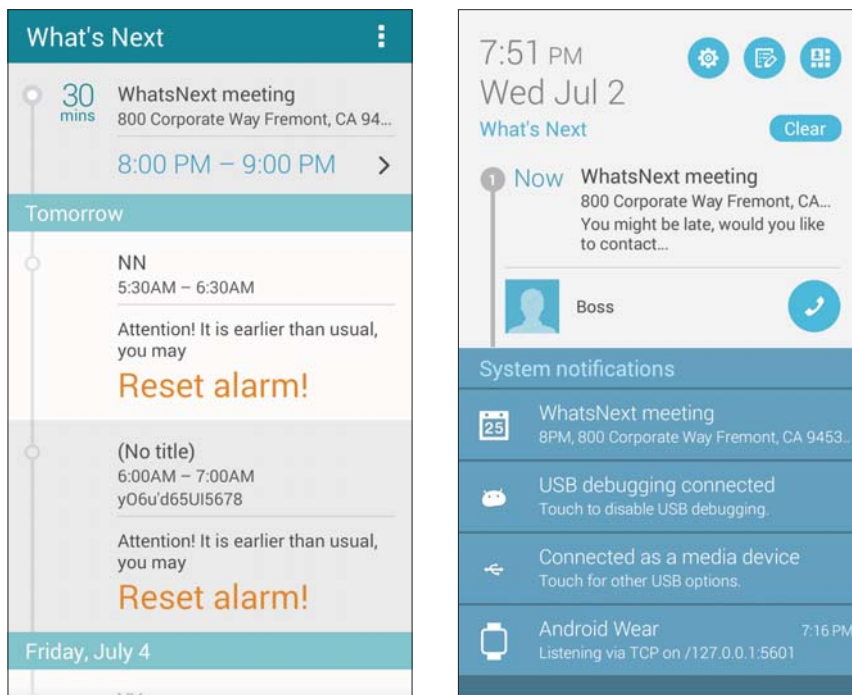 What's Next
30
mins
WhatsNext meeting
800 Corporate Way Fremont, CA 94...
8:00 PM – 9:00 PM
Tomorrow
NN
5:30AM – 6:30AM
Attention! It is earlier than usual,
you may
Reset alarm!
(No title)
6:00AM – 7:00AM
yO6u'd65UI5678
Attention! It is earlier than usual,
you may
Reset alarm!
Friday, July 4
7:51 PM
Wed Jul 2
What's Next
Clear
1
Now
WhatsNext meeting
800 Corporate Way Fremont, CA...
You might be late, would you like
to contact...
Boss
System notifications
25
WhatsNext meeting
8PM, 800 Corporate Way Fremont, CA 9453..
USB debugging connected
Touch to disable USB debugging.
Connected as a media device
Touch for other USB options.
Android Wear
7:16 PM
Listening via TCP on /127.0.0.1:5601